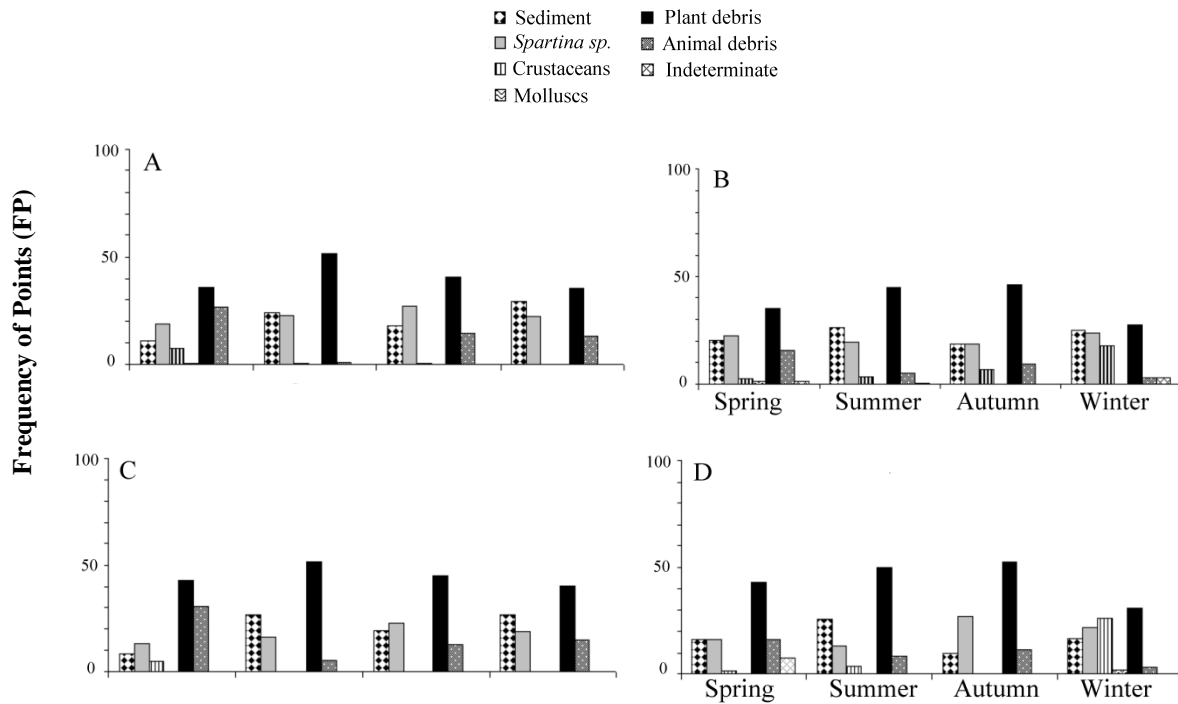 Sediment
Plant debris
Spartina sp.
Animal debris
Crustaceans
Indeterminate
Molluscs
Frequency of Points (FP)
100
A
50
0
100
B
50
0
Spring Summer Autumn Winter
100
C
50
0
100
D
50
0
Spring Summer Autumn Winter